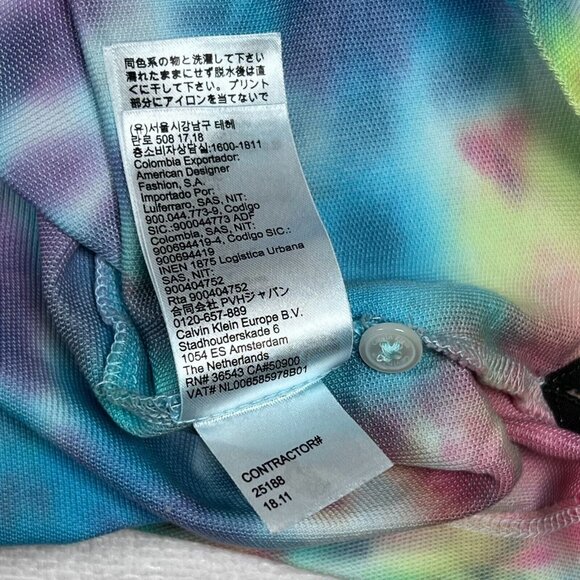 同色系の物と洗濯して下さい
濡れたままにせず脱水後は直
ぐに干して下さい。プリント
部分にアイロンを当てないで
(유)서울시강남구 테헤
란로 508 17,18
층소비자상담실:1600-1811
Colombia Exportador:
American Designer
Fashion, S.A.
Importado Por:
Luiferraro, SAS, NIT:
900.044.773-9, Codigo
SIC.:900044773 ADF
Colombia, SAS, NIT:
900694419-4, Codigo SIC:
900694419
INEN 1875 Logistica Urbana
SAS, NIT:
900404752
Rta 900404752
合同会社 PVHジャパン
0120-657-889
Calvin Klein Europe B.V.
Stadhouderskade 6
1054 ES Amsterdam
The Netherlands
RN# 36543 CA#50900
VAT# NL006585978B01
CONTRACTOR#
25188
18.11